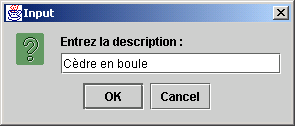 Input
Entrez la description :
Cèdre en boule
OK
Cancel